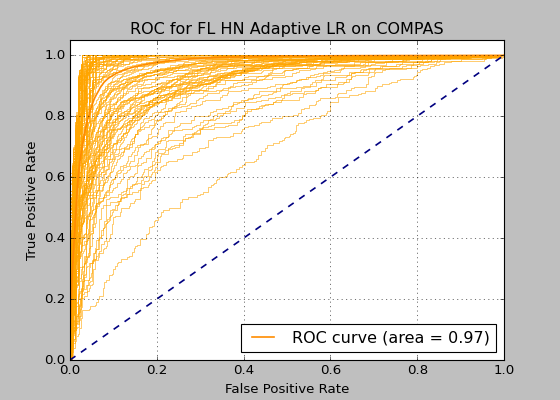 ROC for FL HN Adaptive LR on COMPAS
True Positive Rate
1.0
0.8
0.6
0.4
0.2
0.0
ROC curve (area = 0.97)
0.0 0.2 0.4 0.6 0.8 1.0
False Positive Rate